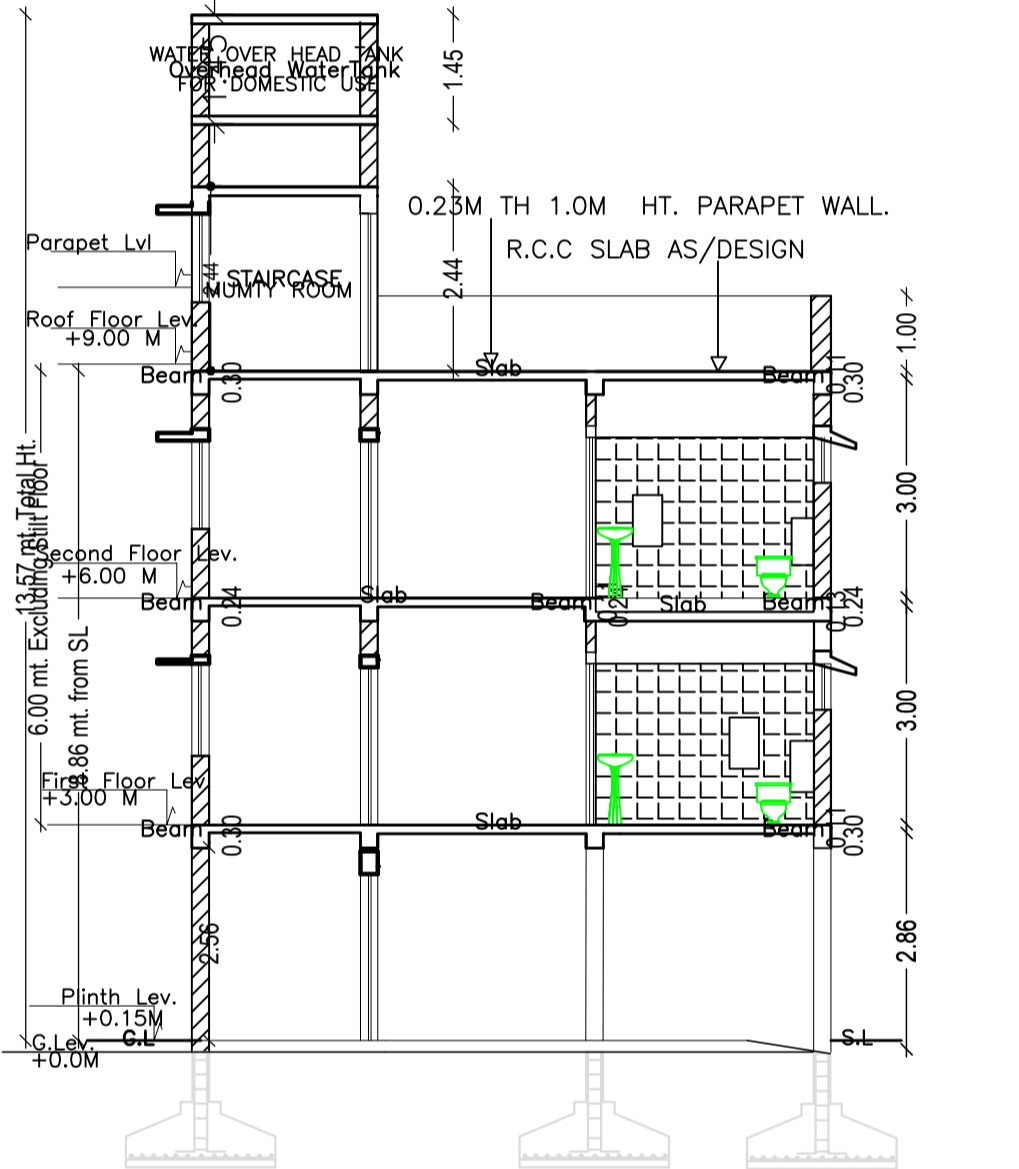 WATER OVER HEAD TANK
Overhead WaterTank
FOR DOMESTIC USE
1.45
0.23M TH 1.0M HT. PARAPET WALL.
R.C.C SLAB AS/DESIGN
Parapet Lvl
STAIRCASE
MUMTY ROOM
2.44
2.44
Roof Floor Lev.
+9.00 M
1.00
Beam
0.30
Slab
Beam
0.30
13.57 mt. Total Ht.
6.00 mt. Excluding Stilt Floor
8.86 mt. from SL
3.00
Second Floor Lev.
+6.00 M
Beam
0.24
Slab
Beam
Slab
Beam
0.24
3.00
First Floor Lev.
+3.00 M
Beam
0.30
Slab
Beam
0.30
2.56
2.86
Plinth Lev.
+0.15M
G.L
G.Lev.
+0.0M
S.L